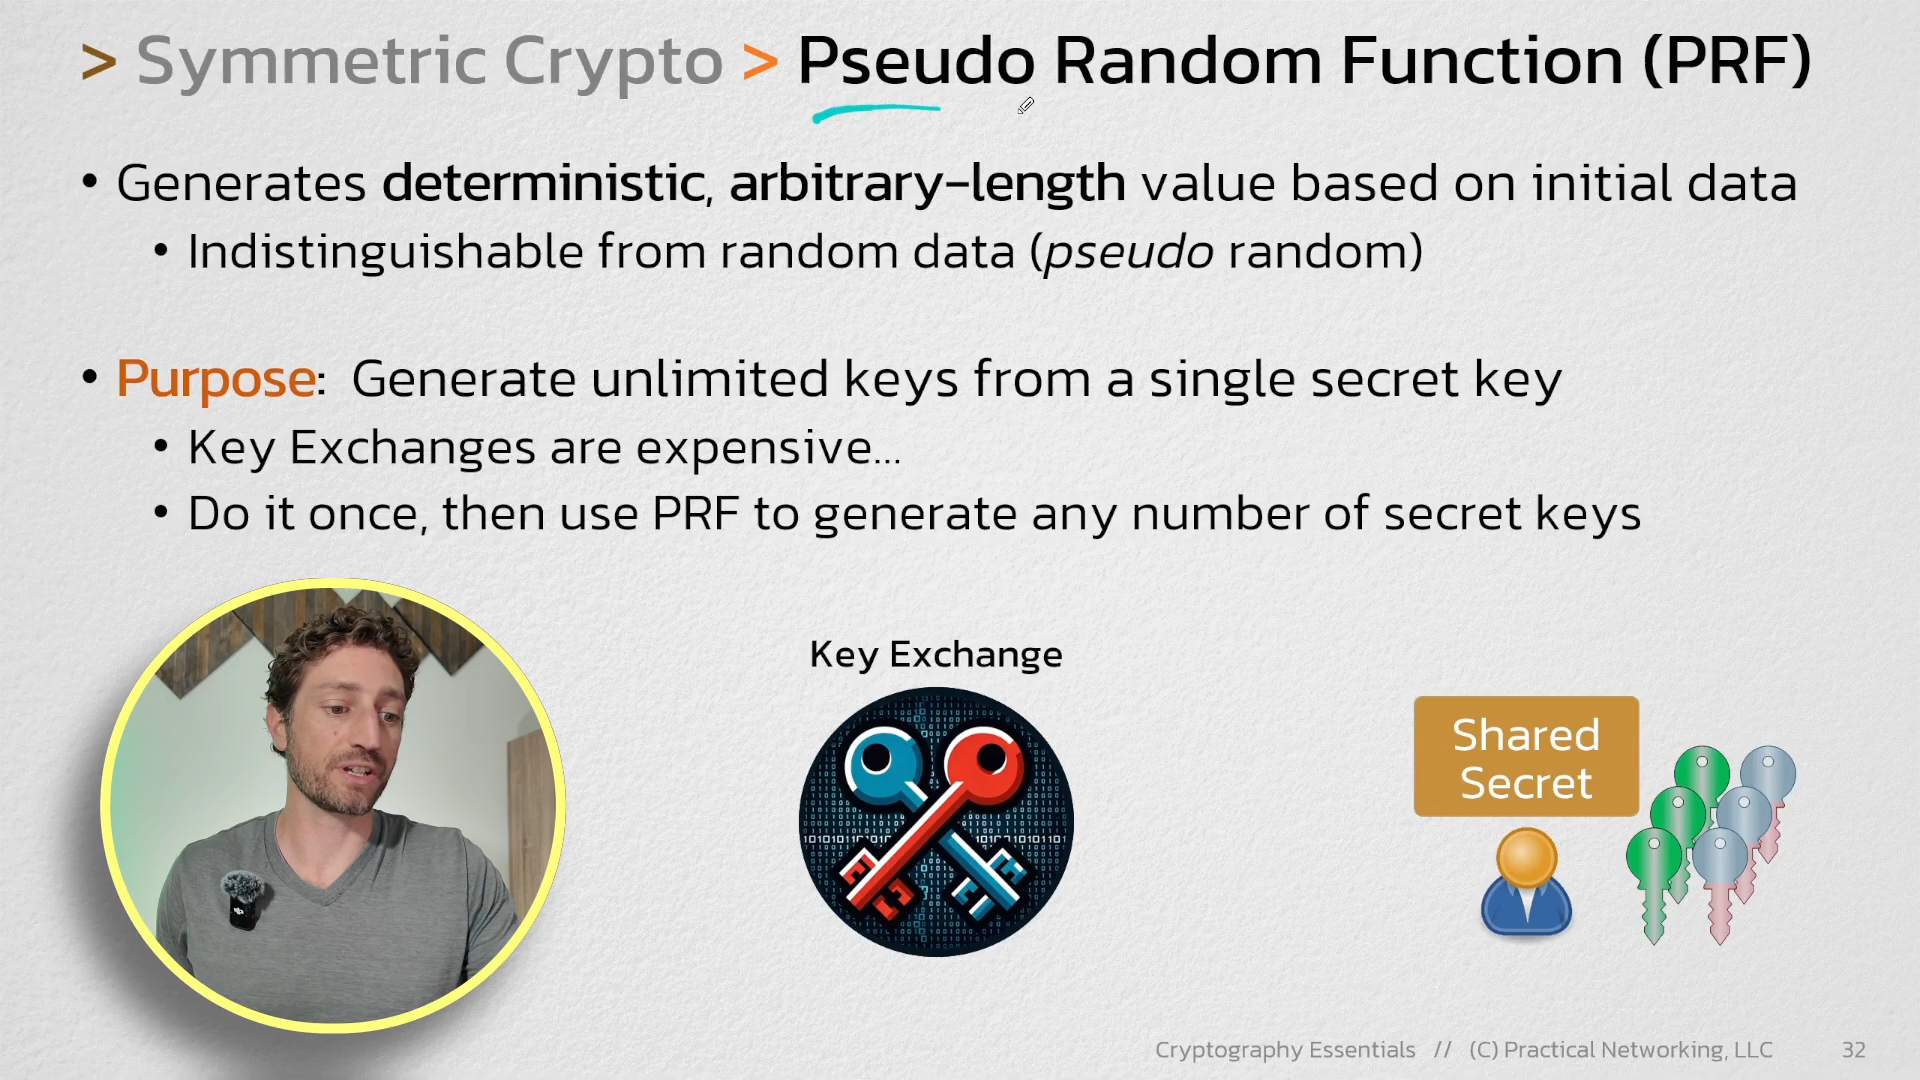 > Symmetric Crypto > Pseudo Random Function (PRF)
• Generates deterministic, arbitrary-length value based on initial data
• Indistinguishable from random data (pseudo random)
• Purpose: Generate unlimited keys from a single secret key
• Key Exchanges are expensive...
• Do it once, then use PRF to generate any number of secret keys
Key Exchange
Shared
Secret
Cryptography Essentials // (C) Practical Networking, LLC 32